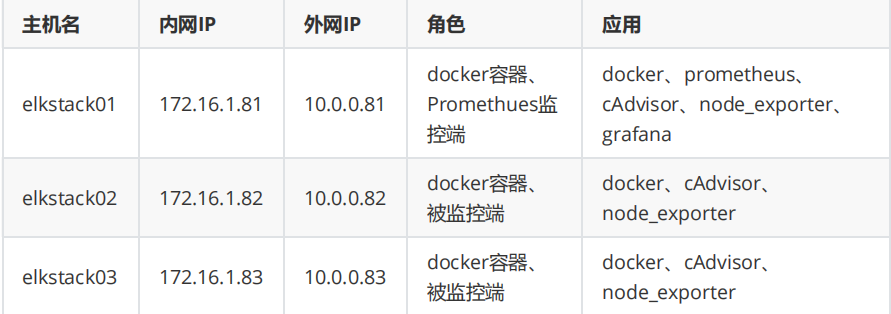 主机名 内网IP 外网IP 角色 应用
elkstack01 172.16.1.81 10.0.0.81 docker容器、
Promethues监
控端 docker、prometheus、
cAdvisor、node_exporter、
grafana
elkstack02 172.16.1.82 10.0.0.82 docker容器、
被监控端 docker、cAdvisor、
node_exporter
elkstack03 172.16.1.83 10.0.0.83 docker容器、
被监控端 docker、cAdvisor、
node_exporter